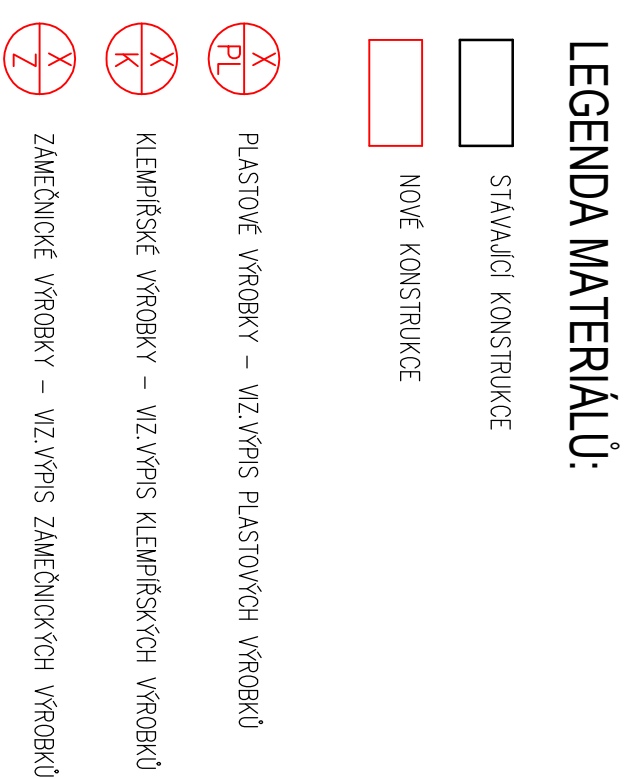 LEGENDA MATERIÁLŮ:
STÁVAJÍCÍ KONSTRUKCE
NOVÉ KONSTRUKCE
X
PL
PLASTOVÉ VÝROBKY – VIZ.VÝPIS PLASTOVÝCH VÝROBKŮ
X
K
KLEMPÍŘSKÉ VÝROBKY – VIZ.VÝPIS KLEMPÍŘSKÝCH VÝROBKŮ
X
Z
ZÁMEČNICKÉ VÝROBKY – VIZ.VÝPIS ZÁMEČNICKÝCH VÝROBKŮ